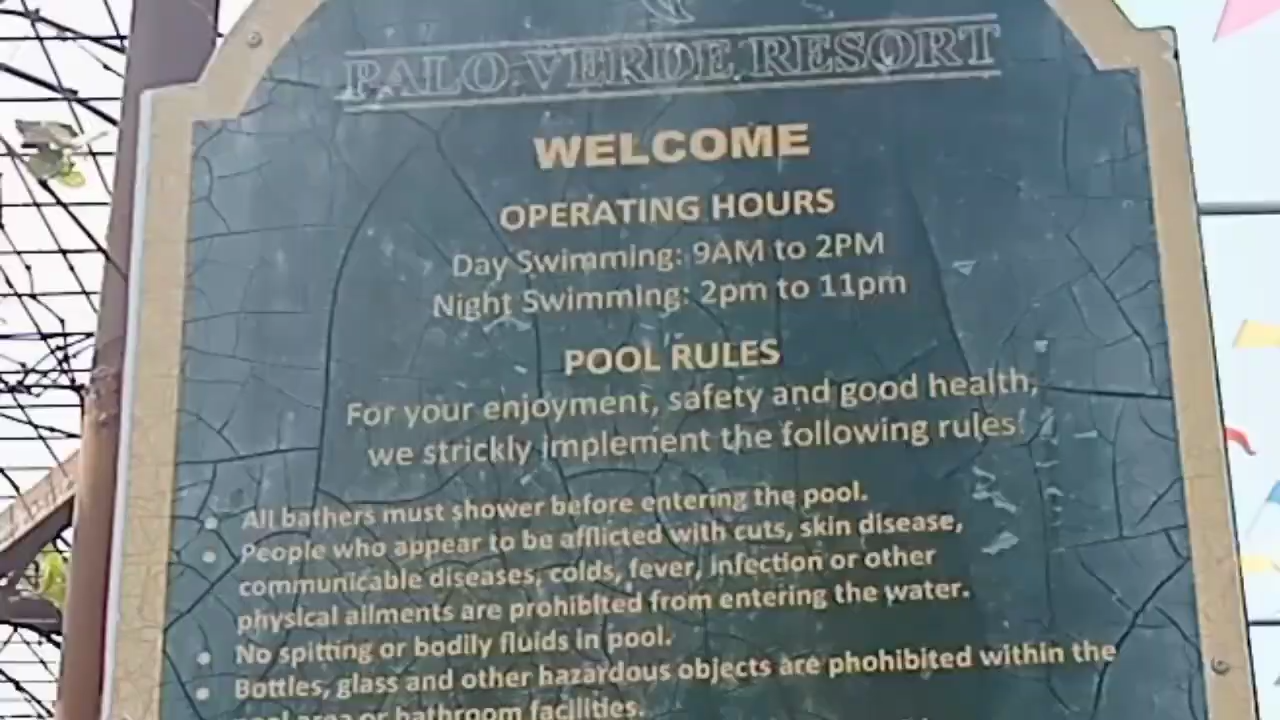 PALO VERDE RESORT
WELCOME
OPERATING HOURS
Day Swimming: 9AM to 2PM
Night Swimming: 2pm to 11pm
POOL RULES
For your enjoyment, safety and good health,
we strickly implement the following rules!
• All bathers must shower before entering the pool.
• People who appear to be afflicted with cuts, skin disease,
communicable diseases, colds, fever, infection or other
physical ailments are prohibited from entering the water.
• No spitting or bodily fluids in pool.
• Bottles, glass and other hazardous objects are phohibited within the
pool area or bathroom facilities.